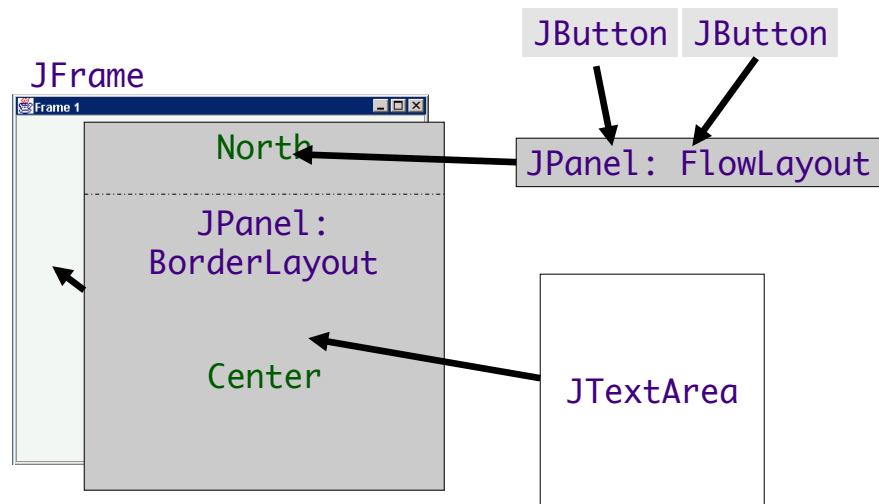 JButton JButton
JFrame
Frame 1
North
JPanel: FlowLayout
JPanel:
BorderLayout
Center
JTextArea